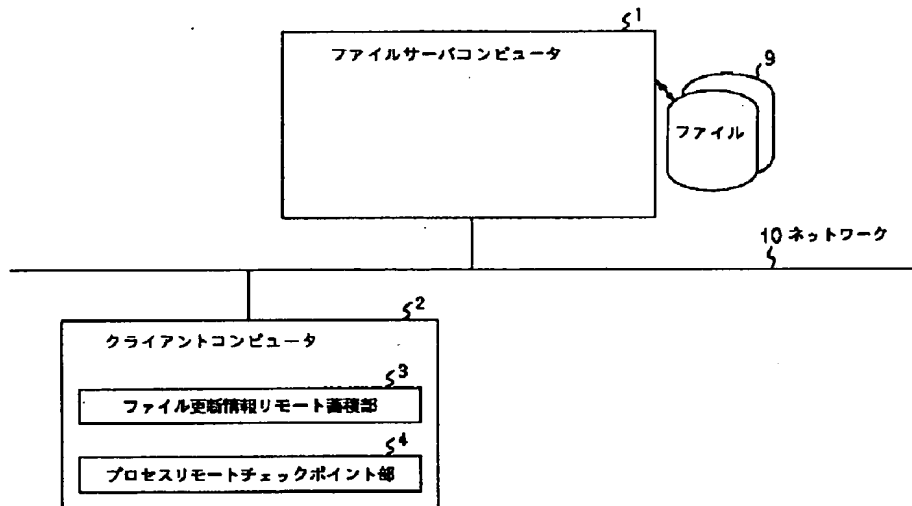 1
ファイルサーバコンピュータ
9
ファイル
10 ネットワーク
2
クライアントコンピュータ
3
ファイル更新情報リモート蓄積部
4
プロセスリモートチェックポイント部